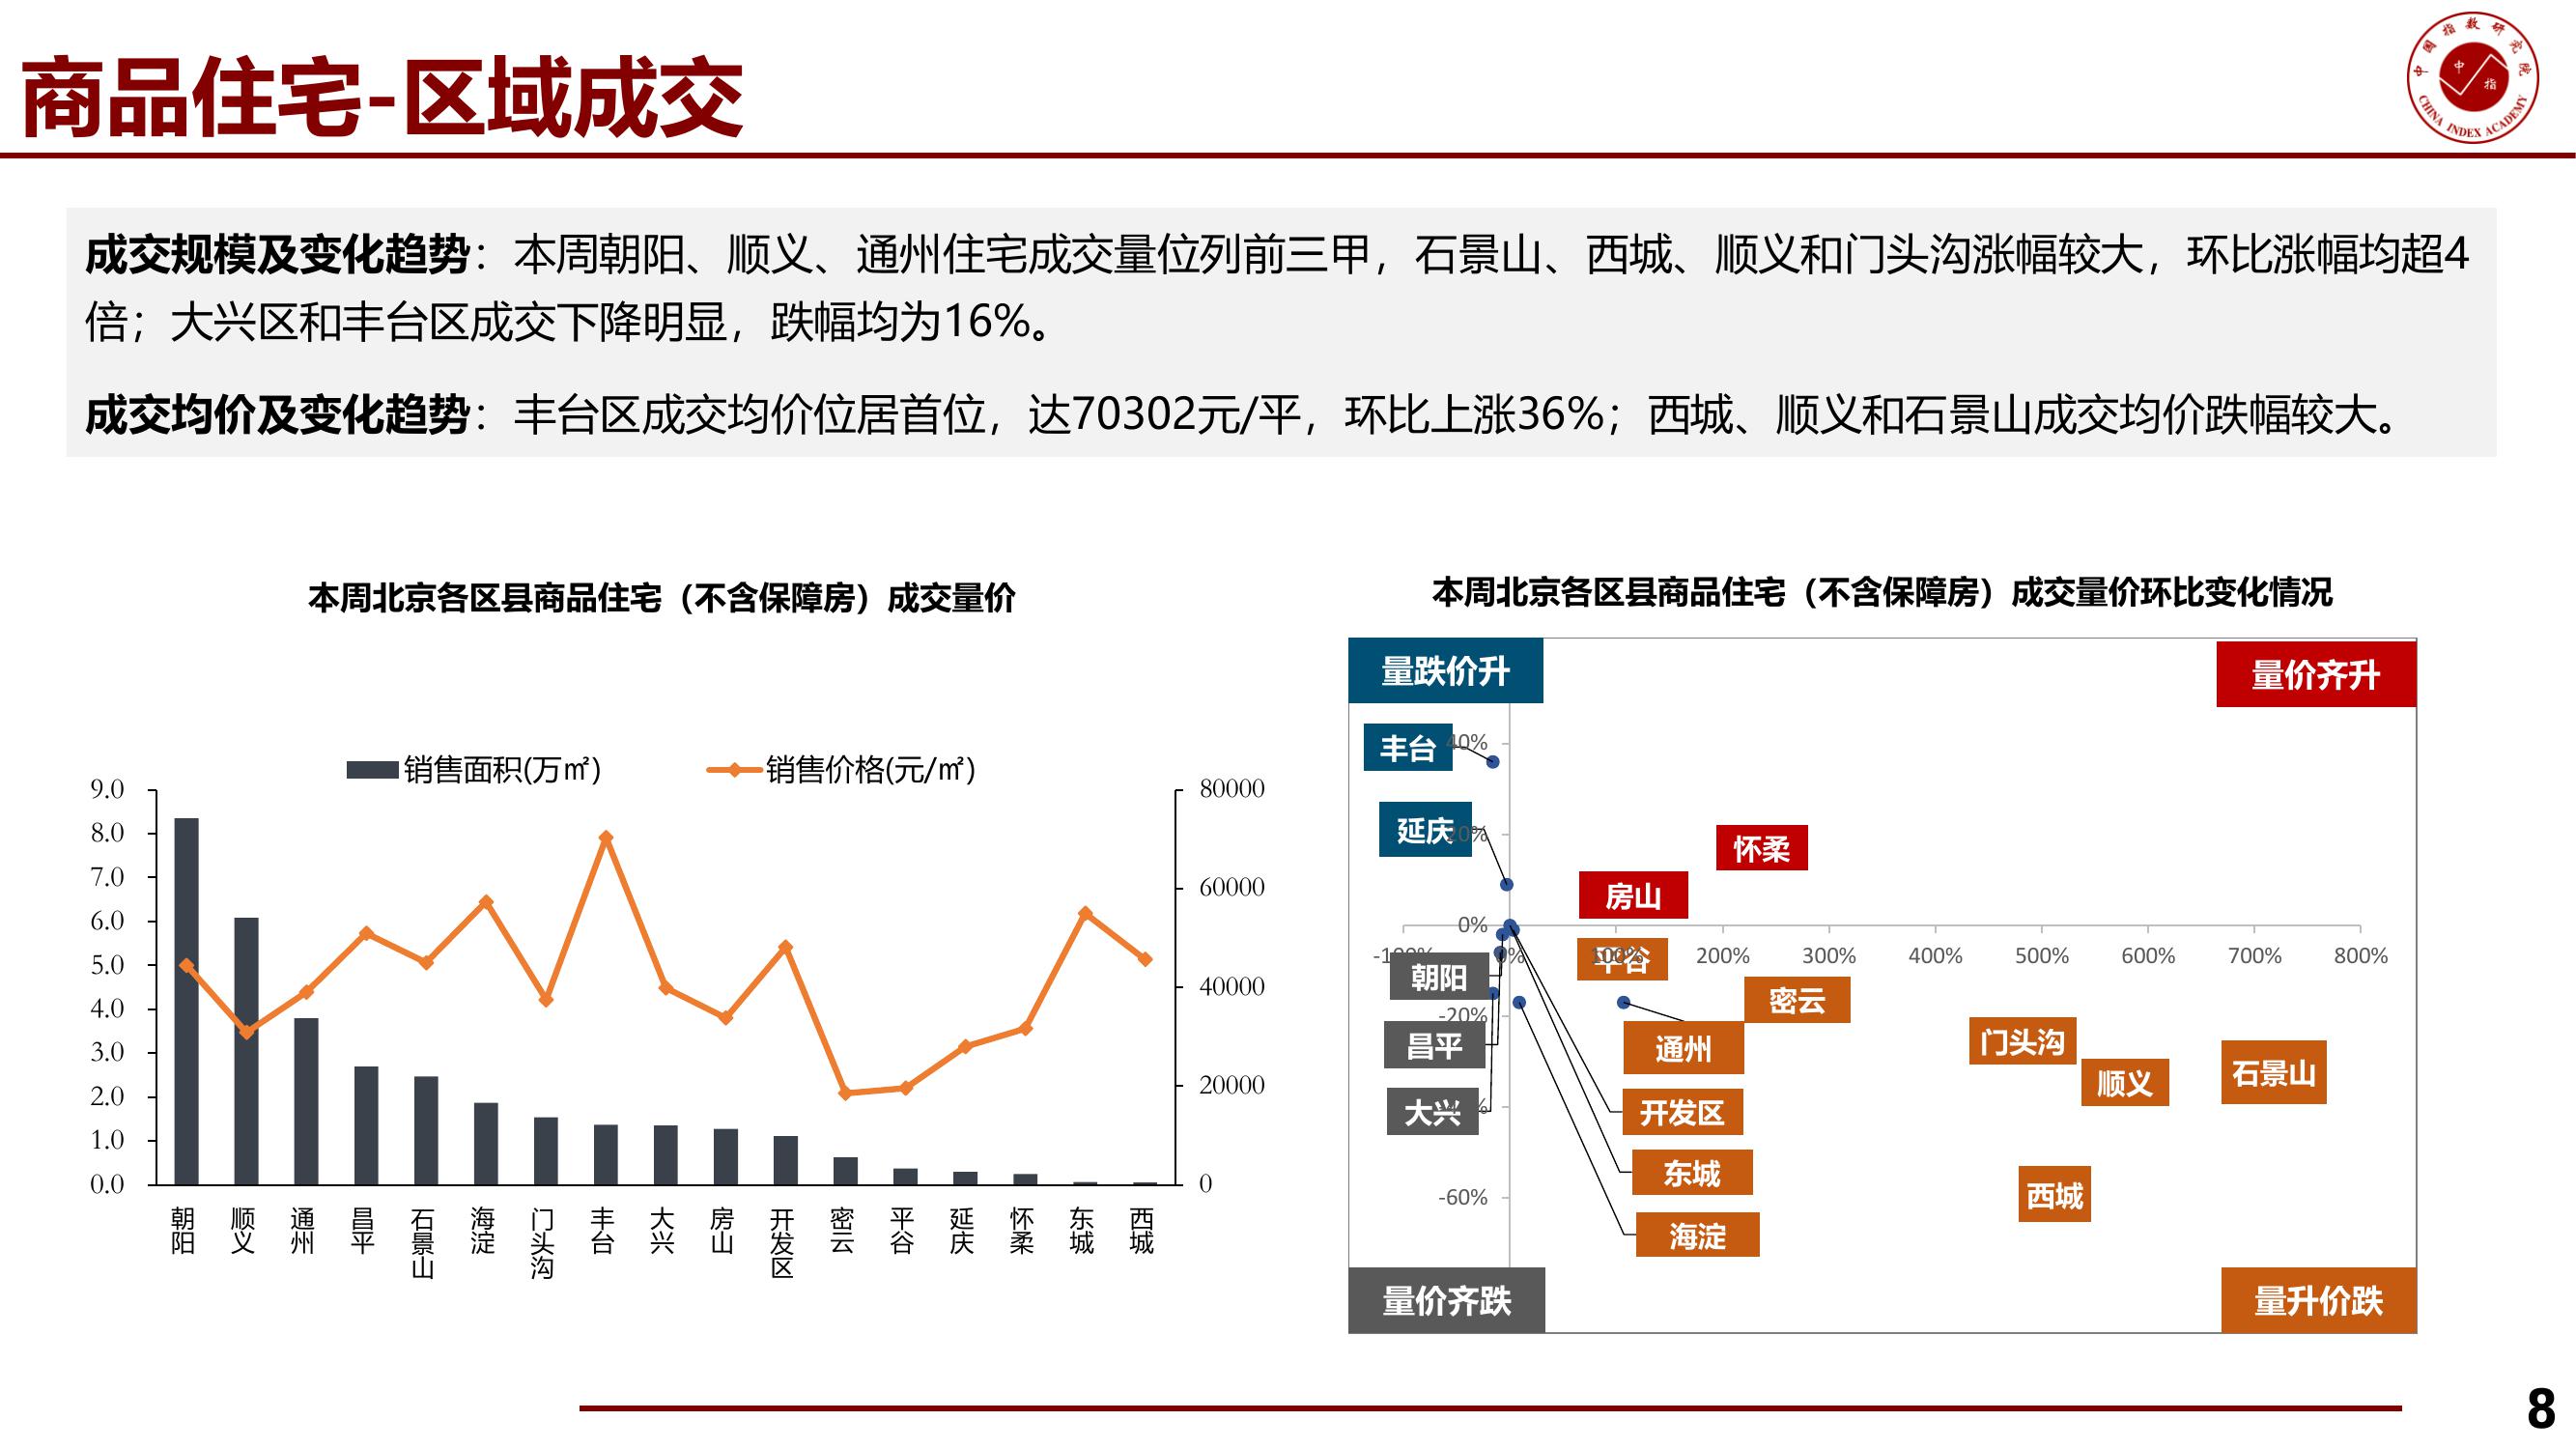 商品住宅-区域成交
中国指数研究院
中指
CHINA INDEX ACADEMY
成交规模及变化趋势：本周朝阳、顺义、通州住宅成交量位列前三甲，石景山、西城、顺义和门头沟涨幅较大，环比涨幅均超4
倍；大兴区和丰台区成交下降明显，跌幅均为16%。
成交均价及变化趋势：丰台区成交均价位居首位，达70302元/平，环比上涨36%；西城、顺义和石景山成交均价跌幅较大。
本周北京各区县商品住宅（不含保障房）成交量价
销售面积(万㎡)
销售价格(元/㎡)
9.0
8.0
7.0
6.0
5.0
4.0
3.0
2.0
1.0
0.0
80000
60000
40000
20000
0
朝阳
顺义
通州
昌平
石景山
海淀
门头沟
丰台
大兴
房山
开发区
密云
平谷
延庆
怀柔
东城
西城
本周北京各区县商品住宅（不含保障房）成交量价环比变化情况
量跌价升
量价齐升
丰台
40%
延庆
20%
怀柔
房山
0%
-100%
0%
100%
200%
300%
400%
500%
600%
700%
800%
平谷
朝阳
密云
-20%
昌平
通州
门头沟
顺义
石景山
大兴
开发区
东城
西城
-60%
海淀
量价齐跌
量升价跌
8